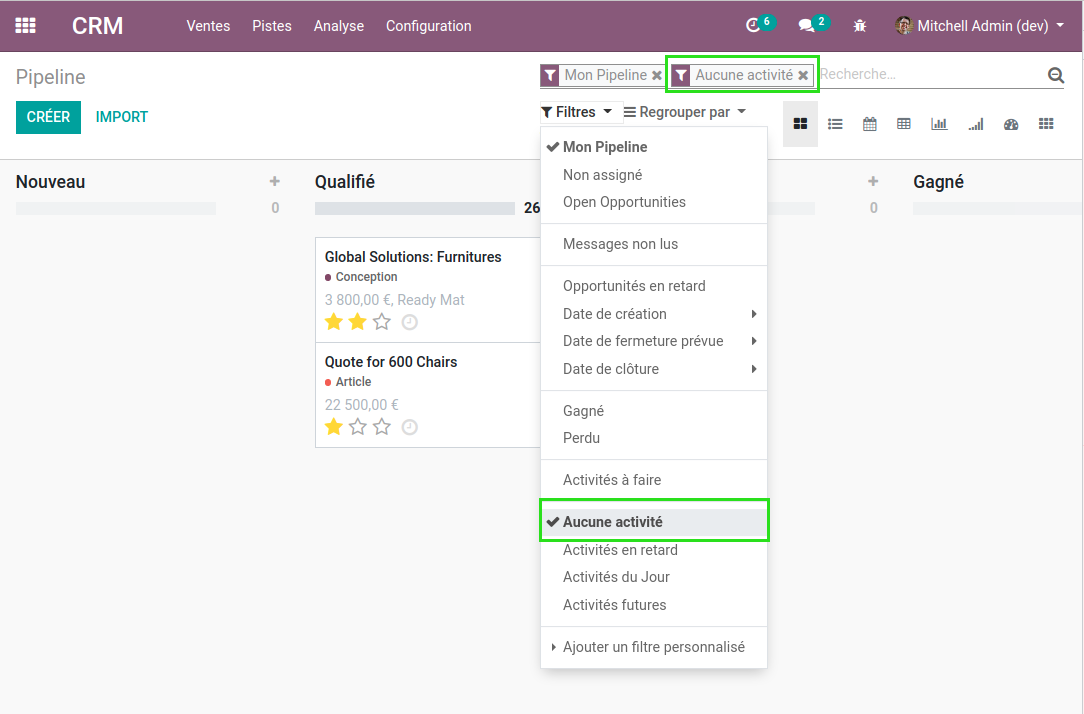 CRM Ventes Pistes Analyse Configuration 6 2 Mitchell Admin (dev)
Pipeline
Mon Pipeline Aucune activité Recherche...
CRÉER IMPORT
Filtres Regrouper par
Mon Pipeline
Non assigné
Open Opportunities
Messages non lus
Opportunités en retard
Date de création
Date de fermeture prévue
Date de clôture
Gagné
Perdu
Activités à faire
Aucune activité
Activités en retard
Activités du Jour
Activités futures
Ajouter un filtre personnalisé
Nouveau
0
Qualifié
26
Global Solutions: Furnitures
Conception
3 800,00 €, Ready Mat
Quote for 600 Chairs
Article
22 500,00 €
0
Gagné